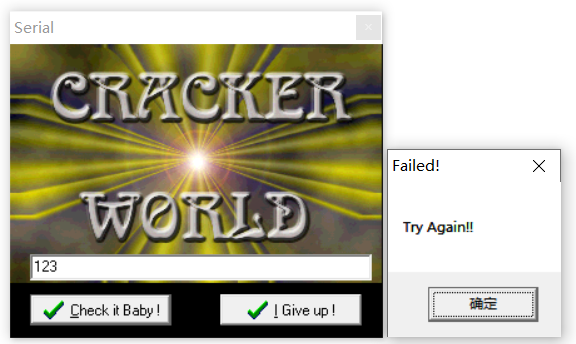 Serial
CRACKER
WORLD
123
Check it Baby !
I Give up !
Failed!
Try Again!!
确定